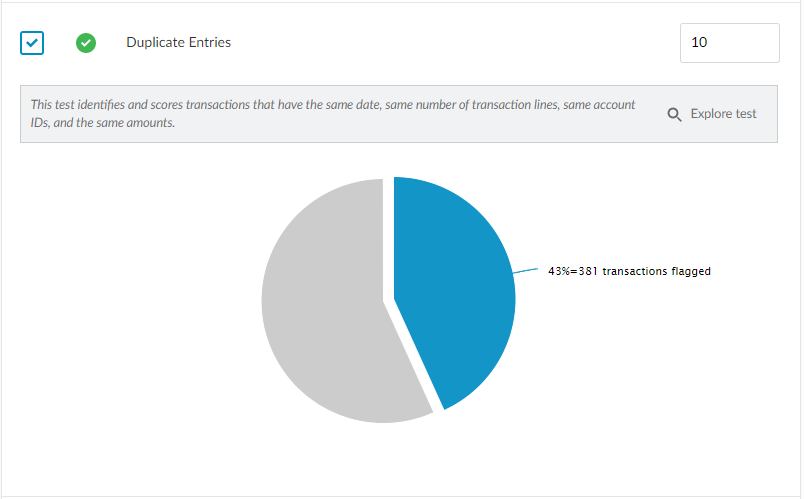 Duplicate Entries
10
This test identifies and scores transactions that have the same date, same number of transaction lines, same account
IDs, and the same amounts.
Explore test
43%=381 transactions flagged